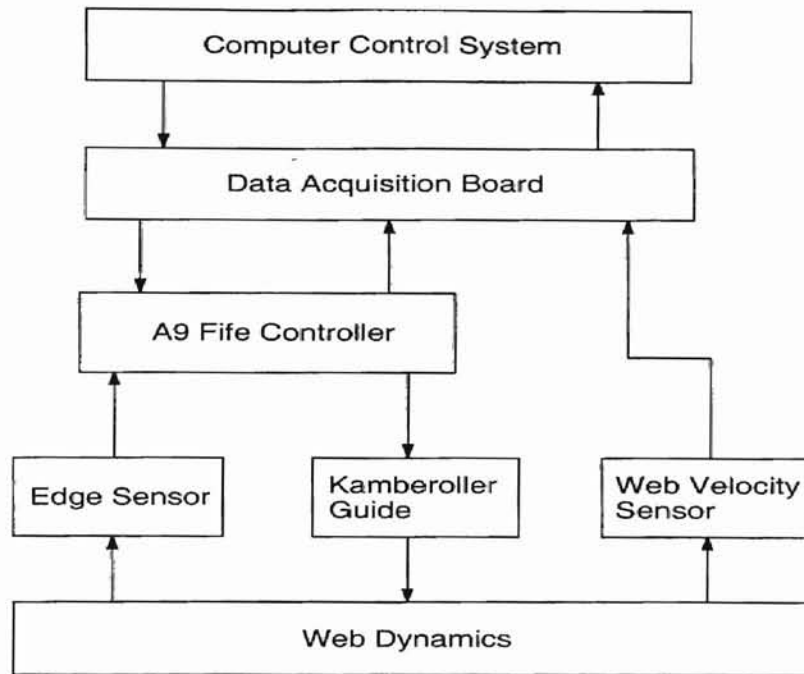 Computer Control System
Data Acquisition Board
A9 Fife Controller
Edge Sensor
Kamberoller
Guide
Web Velocity
Sensor
Web Dynamics